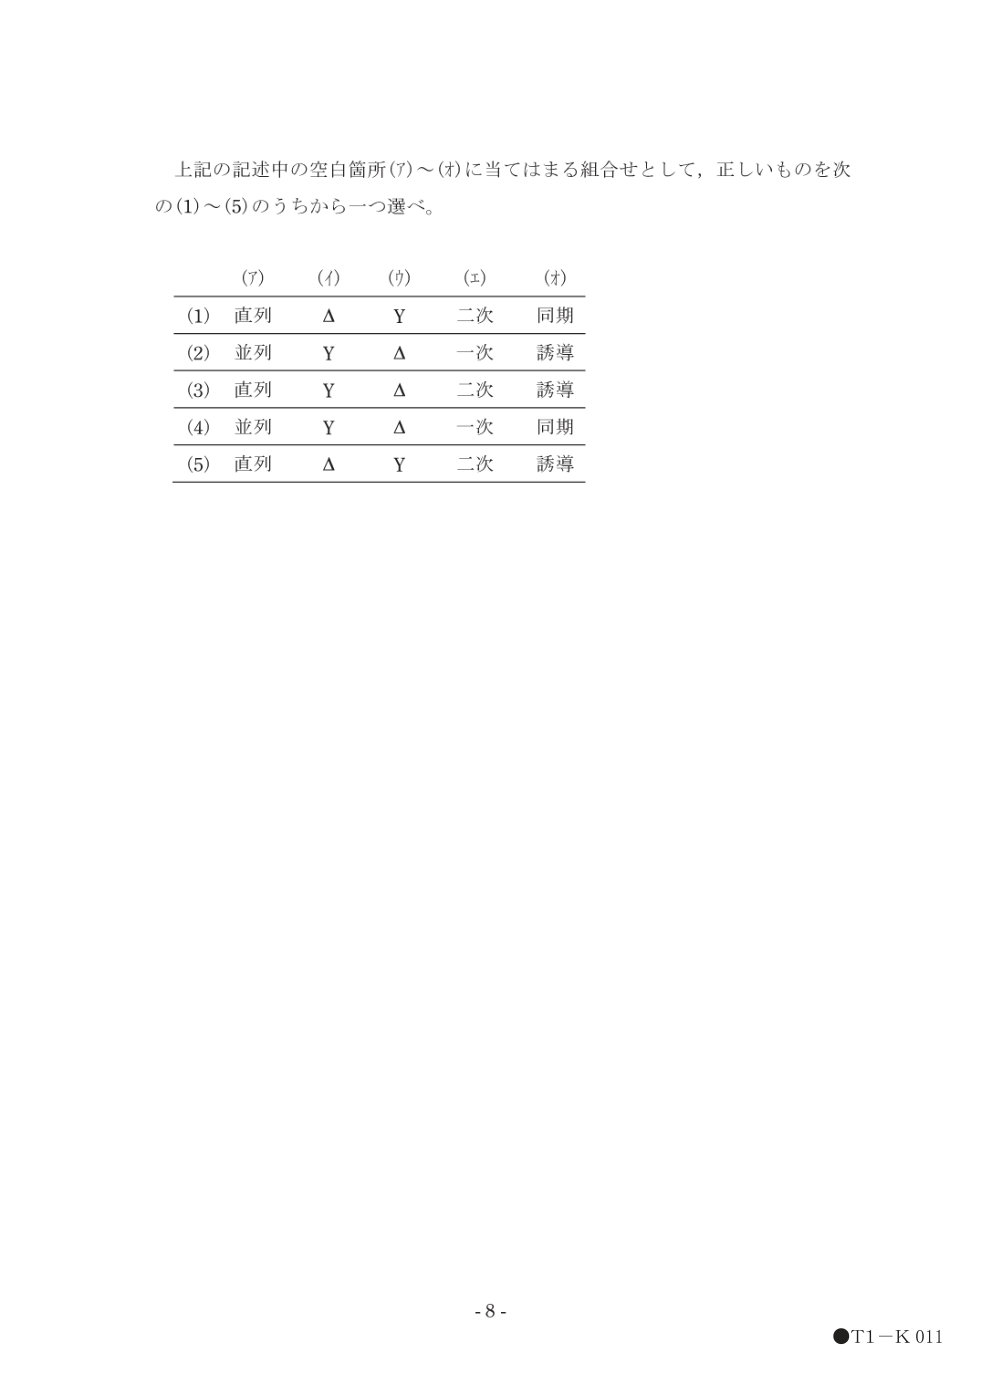 上記の記述中の空白箇所(ｱ)～(ｵ)に当てはまる組合せとして，正しいものを次
の(1)～(5)のうちから一つ選べ。
(ｱ) (ｲ) (ｳ) (ｴ) (ｵ)
(1) 直列 Δ Y 二次 同期
(2) 並列 Y Δ 一次 誘導
(3) 直列 Y Δ 二次 誘導
(4) 並列 Y Δ 一次 同期
(5) 直列 Δ Y 二次 誘導
- 8 -
●T1－K 011